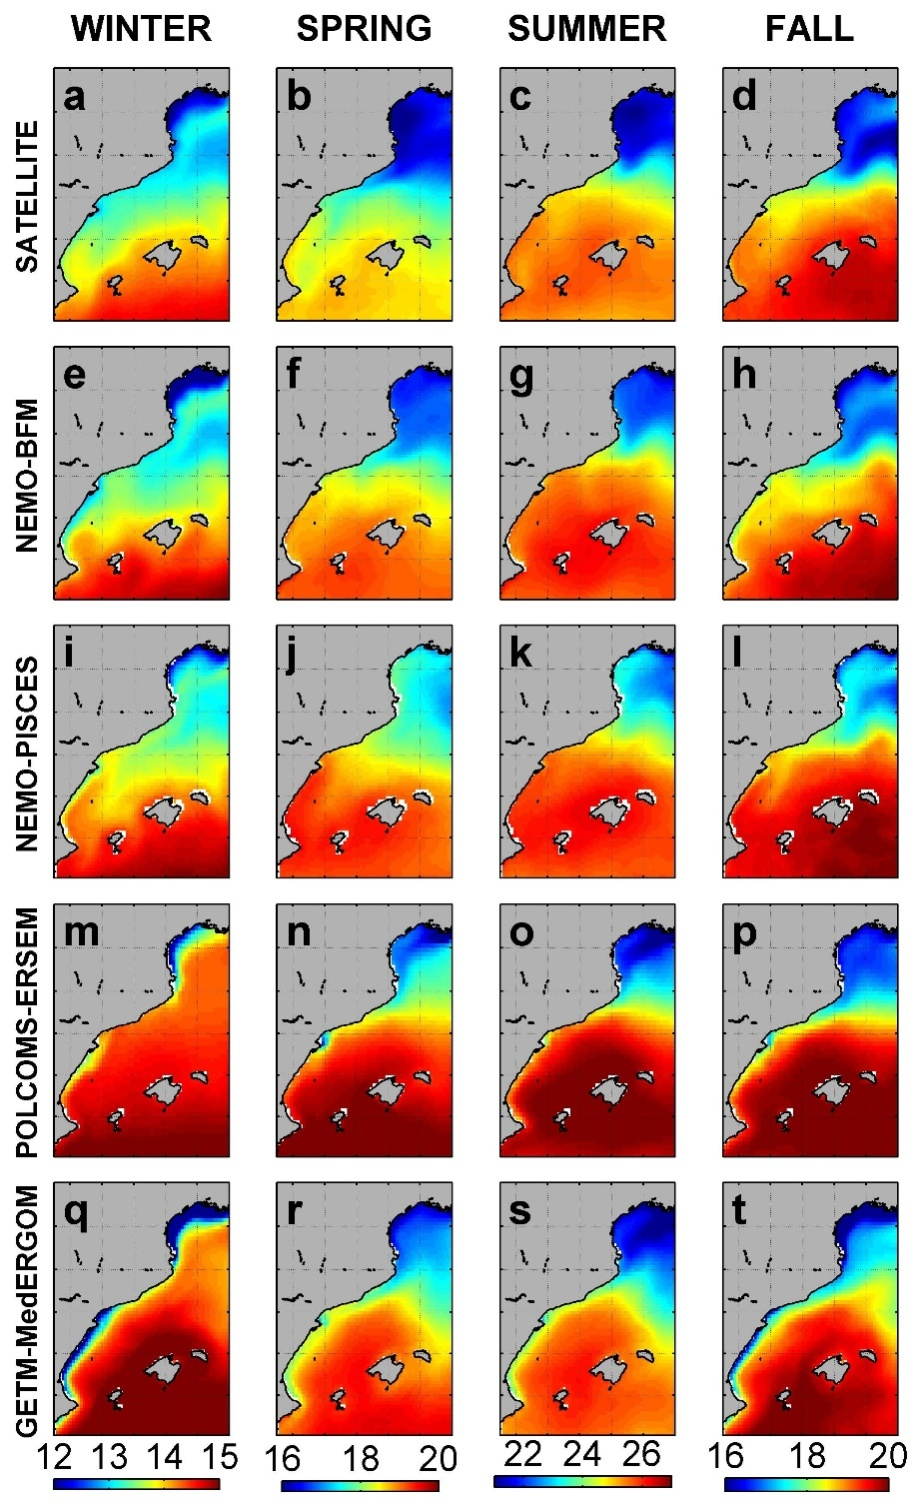 WINTER SPRING SUMMER FALL
SATELLITE
a b c d
NEMO-BFM
e f g h
NEMO-PISCES
i j k l
POLCOMS-ERSEM
m n o p
GETM-MedERGOM
q r s t
12 13 14 15 16 18 20 22 24 26 16 18 20